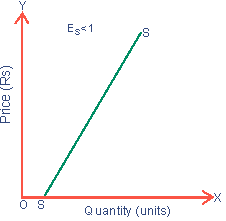 Y
Es<1
S
Price (Rs)
O
S
X
Quantity (units)